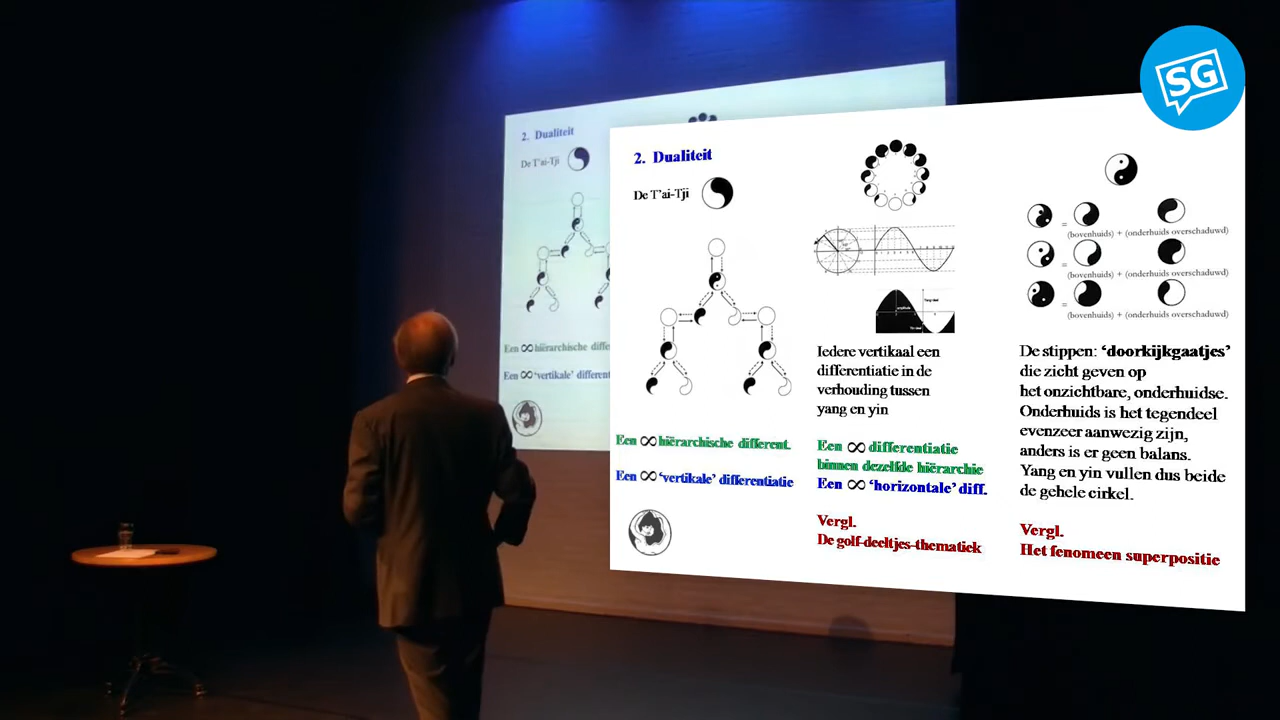 SG
2. Dualiteit
De T'ai-Tji
Een ∞ hiërarchische differe
Een ∞ 'vertikale' different
2. Dualiteit
De T'ai-Tji
Een ∞ hiërarchische different.
Een ∞ 'vertikale' differentiatie
Iedere vertikaal een
differentiatie in de
verhouding tussen
yang en yin
Een ∞ differentiatie
binnen dezelfde hiërarchie
Een ∞ 'horizontale' diff.
Vergl.
De golf-deeltjes-thematiek
= (bovenhuids) + (onderhuids overschaduwd)
= (bovenhuids) + (onderhuids overschaduwd)
= (bovenhuids) + (onderhuids overschaduwd)
De stippen: 'doorkijkgaatjes'
die zicht geven op
het onzichtbare, onderhuidse.
Onderhuids is het tegendeel
evenzeer aanwezig zijn,
anders is er geen balans.
Yang en yin vullen dus beide
de gehele cirkel.
Vergl.
Het fenomeen superpositie